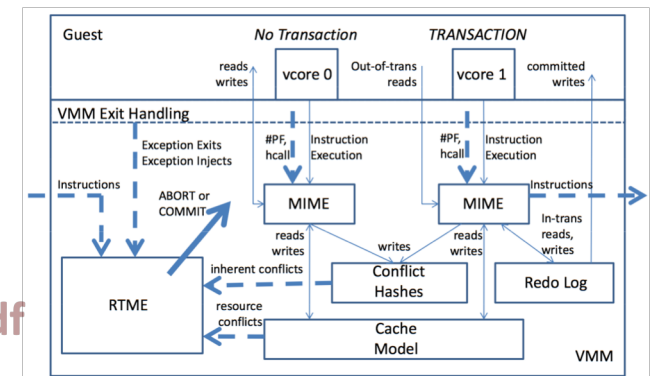 Guest
No Transaction
TRANSACTION
reads
writes
vcore 0
Out-of-trans
reads
vcore 1
committed
writes
VMM Exit Handling
Exception Exits
Exception Injects
#PF,
hcall
Instruction
Execution
#PF,
hcall
Instruction
Execution
Instructions
ABORT or
COMMIT
MIME
MIME
Instructions
reads
writes
writes
reads
writes
In-trans
reads,
writes
inherent conflicts
Conflict
Hashes
Redo Log
RTME
resource
conflicts
Cache
Model
VMM
df